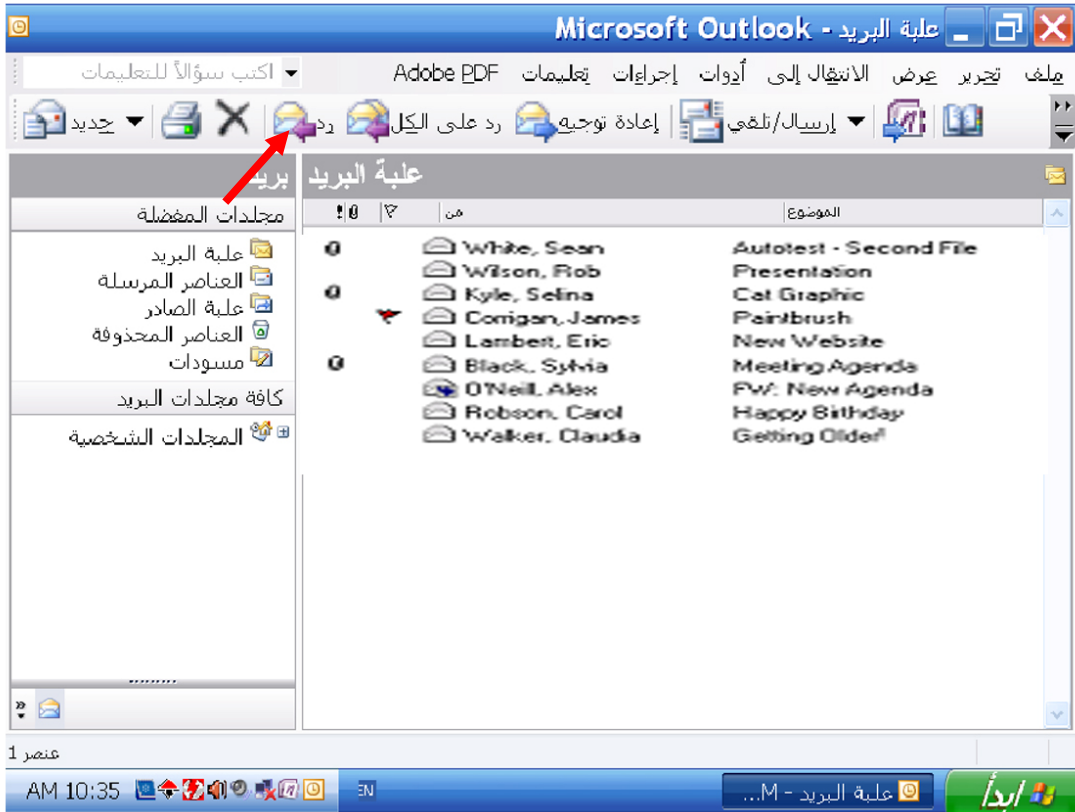 علبة البريد - Microsoft Outlook
ملف تحرير عرض الانتقال إلى أدوات إجراءات تعليمات Adobe PDF اكتب سؤالاً للتعليمات
جديد رد رد على الكل إعادة توجيه إرسال/تلقي
بريد
علبة البريد
مجلدات المفضلة
علبة البريد
العناصر المرسلة
علبة الصادر
العناصر المحذوفة
مسودات
كافة مجلدات البريد
المجلدات الشخصية
من الموضوع
White, Sean Autotest - Second File
Wilson, Rob Presentation
Kyle, Selina Cat Graphic
Corrigan, James Paintbrush
Lambert, Eric New Website
Black, Sylvia Meeting Agenda
O'Neill, Alex FW: New Agenda
Robson, Carol Happy Birthday
Walker, Claudia Getting Older!
عنصر 1
ابدأ
علبة البريد - M...
EN
AM 10:35